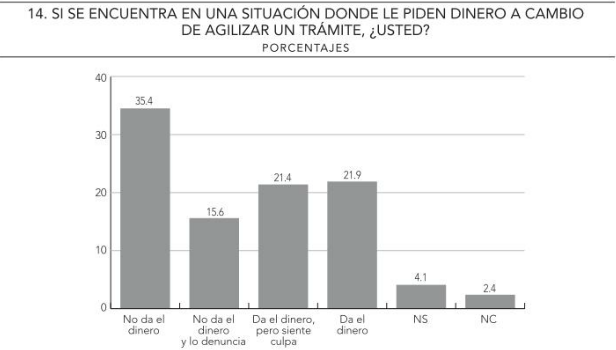 14. SI SE ENCUENTRA EN UNA SITUACIÓN DONDE LE PIDEN DINERO A CAMBIO
DE AGILIZAR UN TRÁMITE, ¿USTED?
PORCENTAJES
40
30
20
10
0
35.4
15.6
21.4
21.9
4.1
2.4
No da el
dinero
No da el
dinero
y lo denuncia
Da el dinero,
pero siente
culpa
Da el
dinero
NS
NC